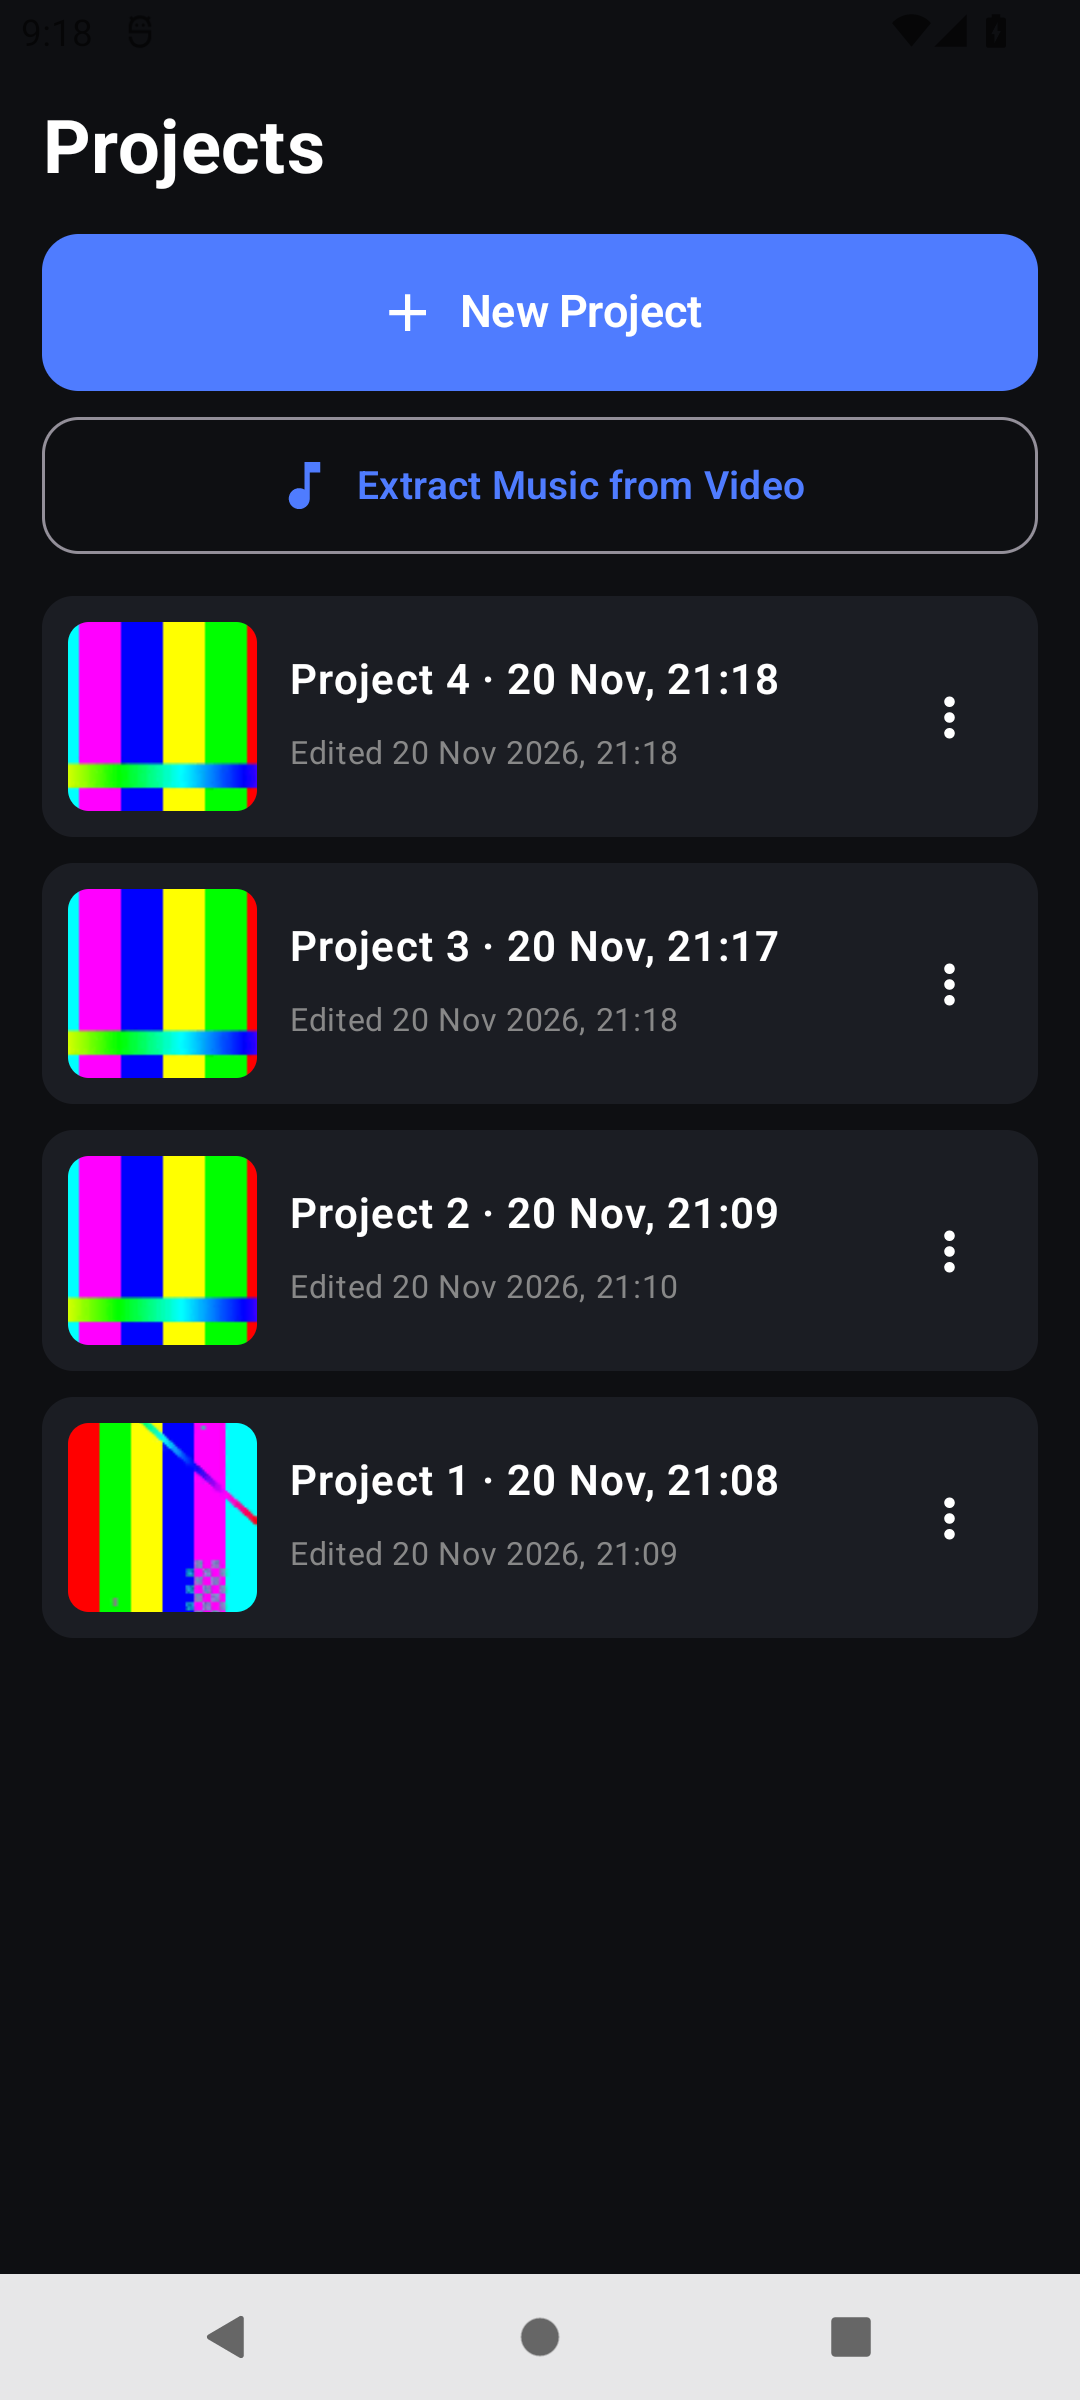 9:18
Projects
New Project
Extract Music from Video
Project 4 · 20 Nov, 21:18
Edited 20 Nov 2026, 21:18
Project 3 · 20 Nov, 21:17
Edited 20 Nov 2026, 21:18
Project 2 · 20 Nov, 21:09
Edited 20 Nov 2026, 21:10
Project 1 · 20 Nov, 21:08
Edited 20 Nov 2026, 21:09